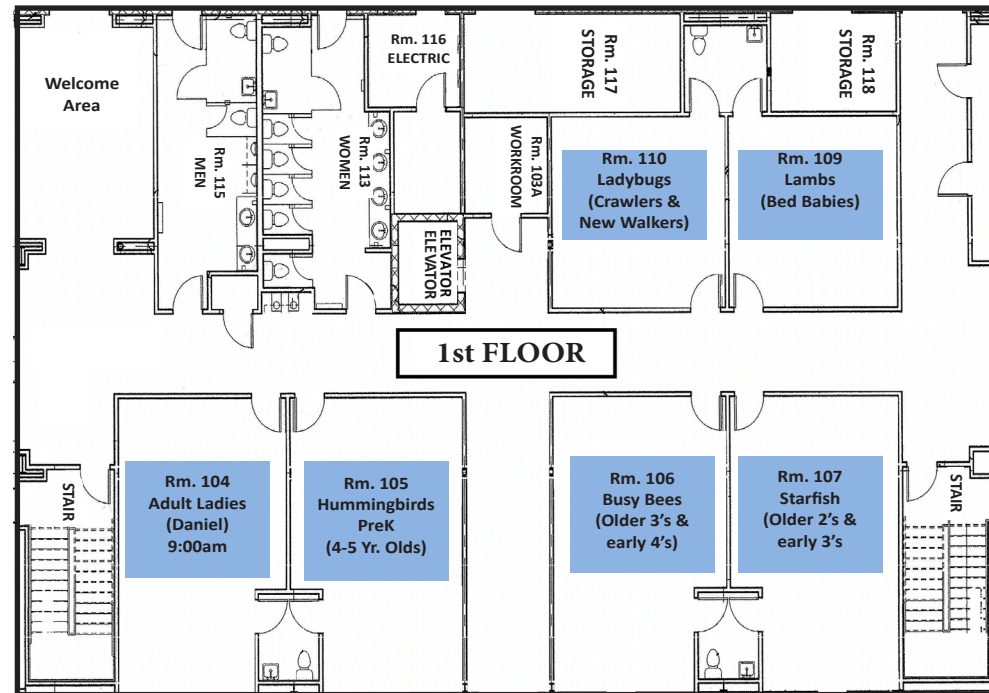 Welcome
Area
Rm. 115
MEN
Rm. 113
WOMEN
Rm. 116
ELECTRIC
Rm. 117
STORAGE
Rm. 118
STORAGE
Rm. 103A
WORKROOM
ELEVATOR
ELEVATOR
Rm. 110
Ladybugs
(Crawlers &
New Walkers)
Rm. 109
Lambs
(Bed Babies)
1st FLOOR
STAIR
Rm. 104
Adult Ladies
(Daniel)
9:00am
Rm. 105
Hummingbirds
PreK
(4-5 Yr. Olds)
Rm. 106
Busy Bees
(Older 3’s &
early 4’s)
Rm. 107
Starfish
(Older 2’s &
early 3’s
STAIR